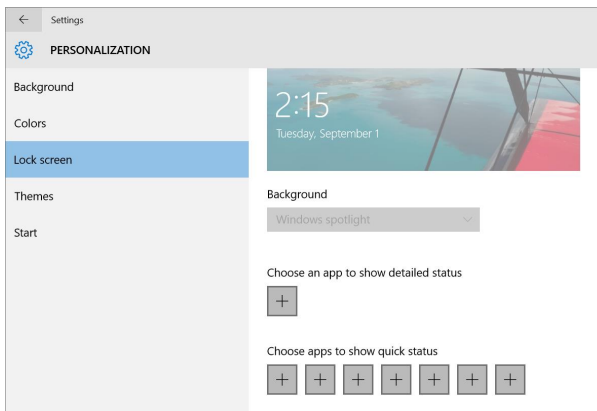 Settings
PERSONALIZATION
Background
Colors
Lock screen
Themes
Start
2:15
Tuesday, September 1
Background
Windows spotlight
Choose an app to show detailed status
Choose apps to show quick status